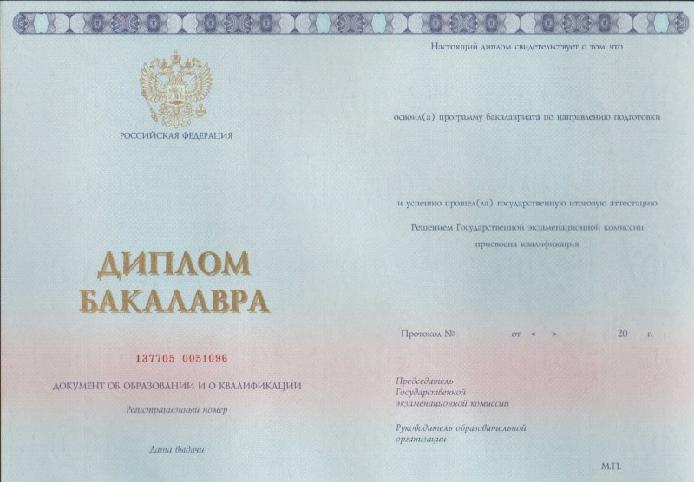 РОССИЙСКАЯ ФЕДЕРАЦИЯ
ДИПЛОМ
БАКАЛАВРА
137705 0051096
ДОКУМЕНТ ОБ ОБРАЗОВАНИИ И О КВАЛИФИКАЦИИ
Регистрационный номер
Дата выдачи
Настоящий диплом свидетельствует о том, что
освоил(а) программу бакалавриата по направлению подготовки
и успешно прошел(ла) государственную итоговую аттестацию
Решением Государственной экзаменационной комиссии
присвоена квалификация
Протокол № от « » 20 г.
Председатель
Государственной
экзаменационной комиссии
Руководитель образовательной
организации
М.П.